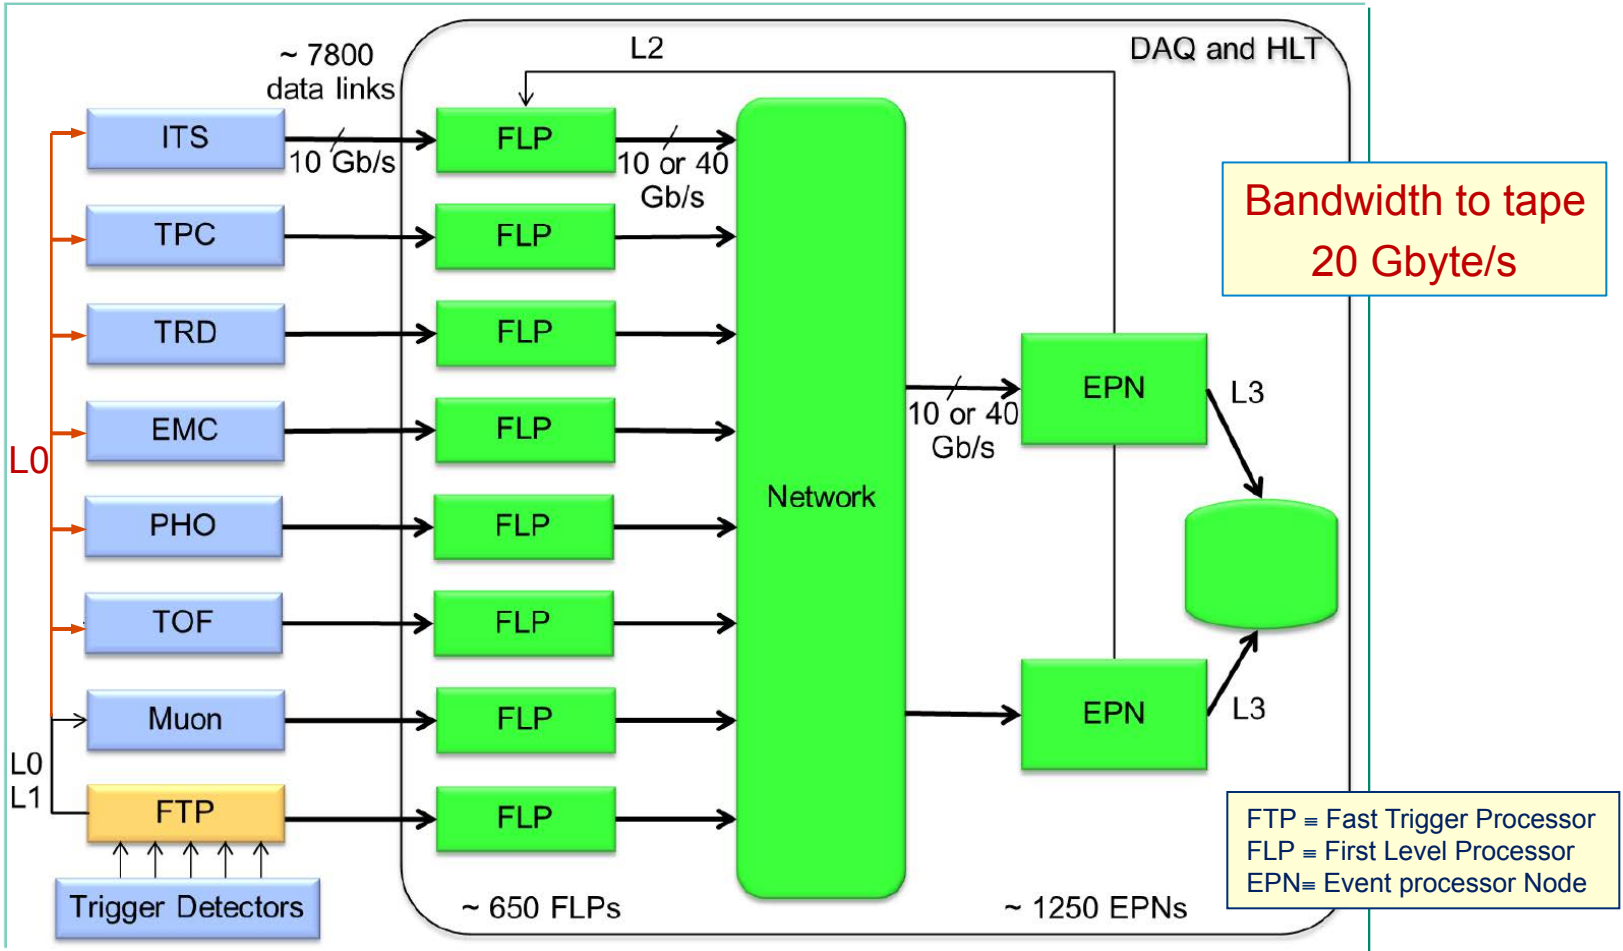 ~ 7800
data links
L2
DAQ and HLT
ITS
10 Gb/s
FLP
10 or 40
Gb/s
Bandwidth to tape
20 Gbyte/s
TPC
FLP
TRD
FLP
EMC
FLP
L0
EPN
10 or 40
Gb/s
L3
Network
PHO
FLP
TOF
FLP
Muon
FLP
EPN
L3
L0
L1
FTP
FLP
Trigger Detectors
~ 650 FLPs
~ 1250 EPNs
FTP ≡ Fast Trigger Processor
FLP ≡ First Level Processor
EPN≡ Event processor Node